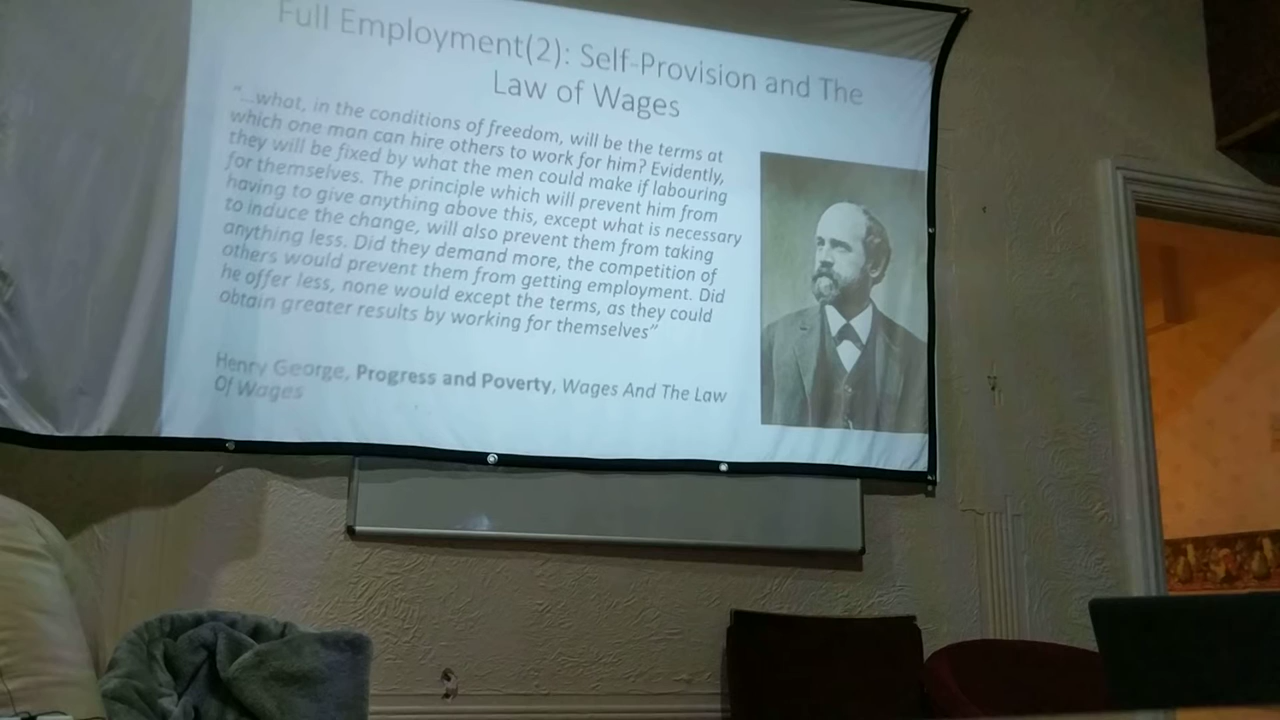 Full Employment(2): Self-Provision and The
Law of Wages
"...what, in the conditions of freedom, will be the terms at
which one man can hire others to work for him? Evidently,
they will be fixed by what the men could make if labouring
for themselves. The principle which will prevent him from
having to give anything above this, except what is necessary
to induce the change, will also prevent them from taking
anything less. Did they demand more, the competition of
others would prevent them from getting employment. Did
he offer less, none would except the terms, as they could
obtain greater results by working for themselves"
Henry George, Progress and Poverty, Wages And The Law
Of Wages